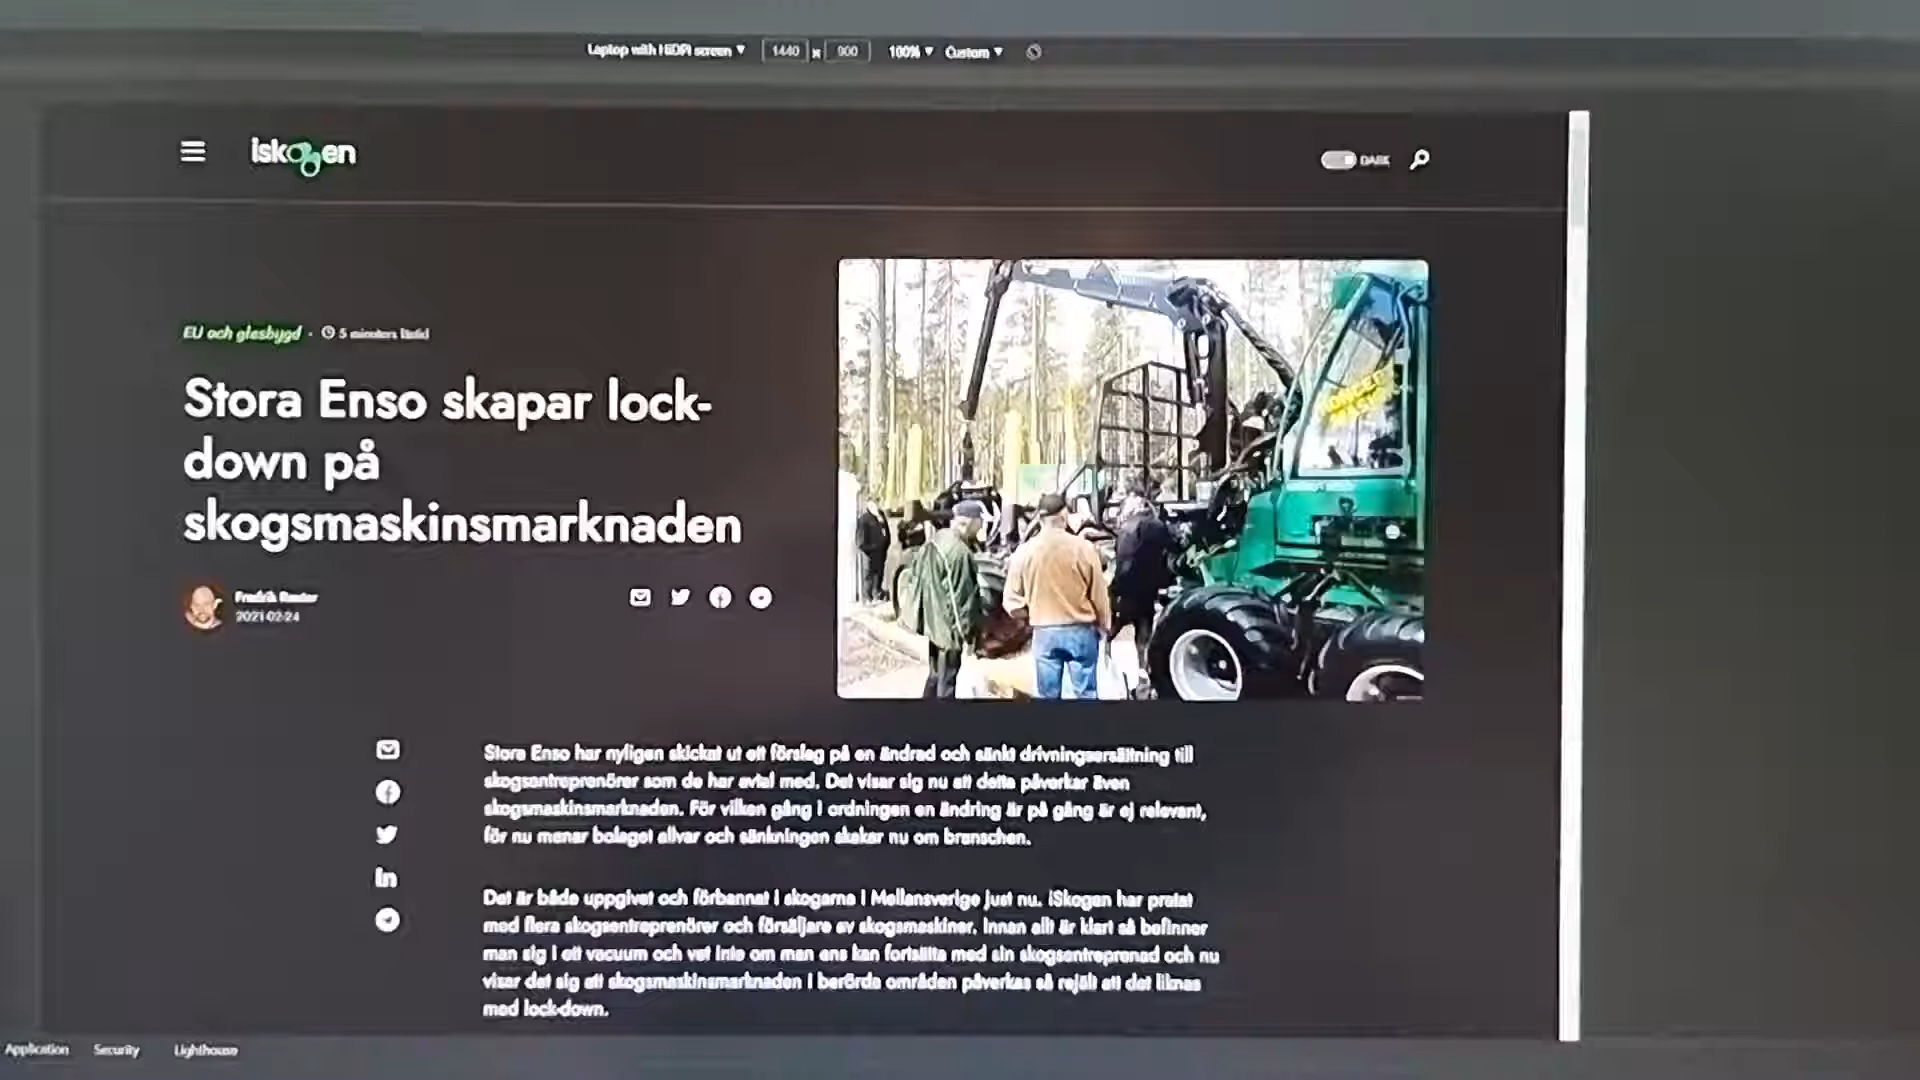 Laptop with HiDPI screen ▼ 1440 x 900 100% ▼ Custom ▼
iskogen
DARK
EU och glesbygd · 5 minuters lästid
Stora Enso skapar lock-
down på
skogsmaskinsmarknaden
Fredrik Reuter
2021-02-24
Stora Enso har nyligen skickat ut ett förslag på en ändrad och sänkt drivningsersättning till
skogsentreprenörer som de har avtal med. Det visar sig nu att detta påverkar även
skogsmaskinsmarknaden. För vilken gång i ordningen en ändring är på gång är ej relevant,
för nu menar bolaget allvar och sänkningen skakar nu om branschen.
Det är både uppgivet och förbannat i skogarna i Mellansverige just nu. iSkogen har pratat
med flera skogsentreprenörer och försäljare av skogsmaskiner. Innan allt är klart så befinner
man sig i ett vacuum och vet inte om man ens kan fortsätta med sin skogsentreprenad och nu
visar det sig att skogsmaskinsmarknaden i berörda områden påverkas så rejält att det liknas
med lock-down.
Application Security Lighthouse